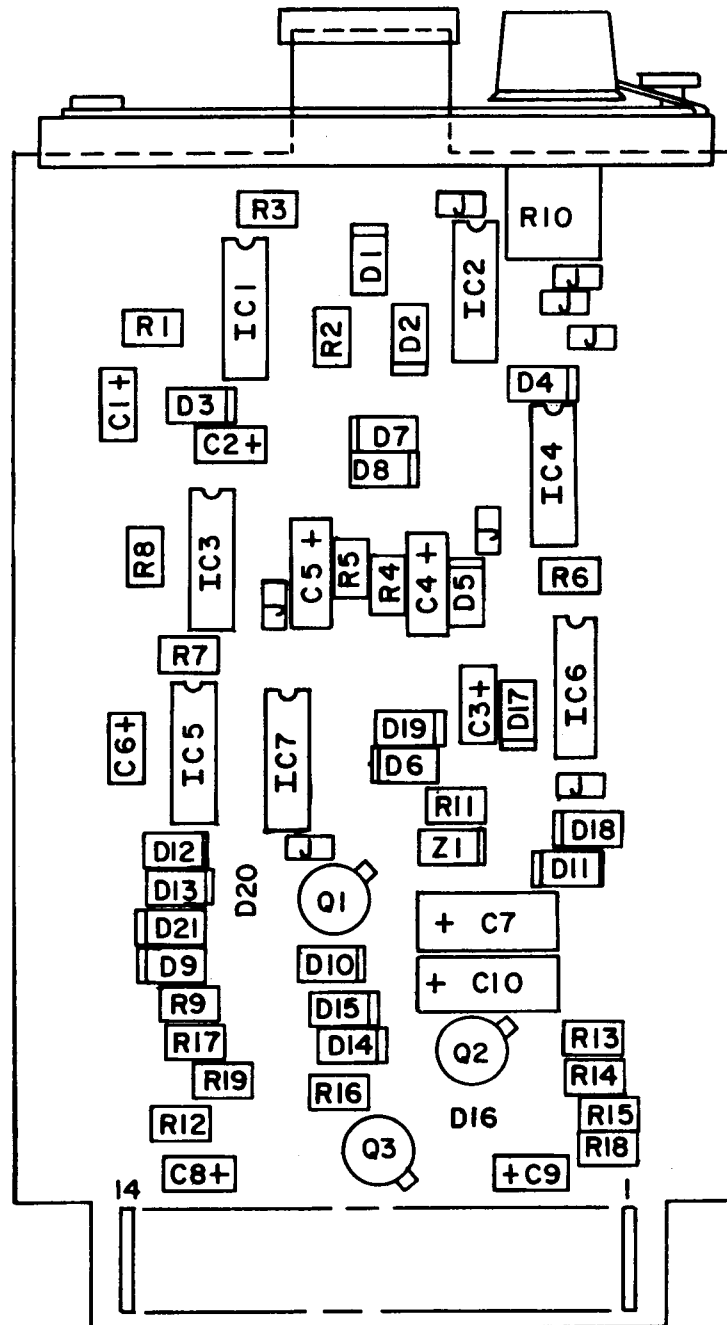 R3
J
R10
IC1
D1
IC2
J
J
R1
R2
D2
J
C1+
D3
D4
C2+
D7
D8
IC4
R8
IC3
C5+
R5
R4
C4+
D5
J
J
R6
R7
C6+
IC5
IC7
D19
D6
C3+
D17
IC6
J
R11
Z1
D18
D11
D12
J
D13
D20
Q1
D21
+ C7
D9
D10
+ C10
R9
D15
R17
D14
Q2
R13
R19
R16
R14
R12
D16
R15
Q3
R18
C8+
+C9
14
1